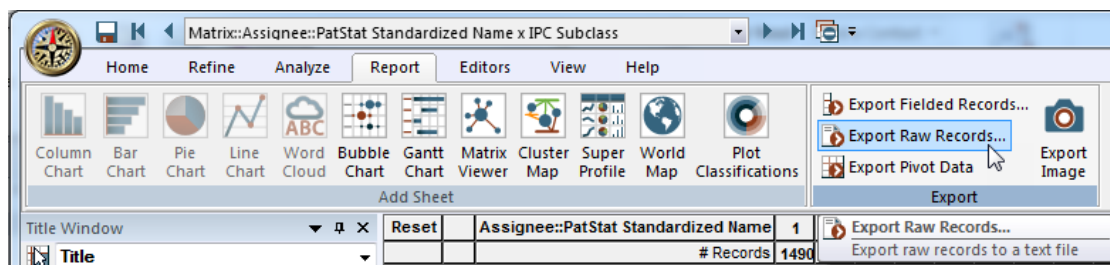 Matrix::Assignee::PatStat Standardized Name x IPC Subclass
Home Refine Analyze Report Editors View Help
Export Fielded Records...
Export Raw Records...
Export Pivot Data
ABC
Column Chart
Bar Chart
Pie Chart
Line Chart
Word Cloud
Bubble Chart
Gantt Chart
Matrix Viewer
Cluster Map
Super Profile
World Map
Plot Classifications
Export Image
Add Sheet
Export
Title Window
Reset
Assignee::PatStat Standardized Name 1
Export Raw Records...
Title
# Records 1490
Export raw records to a text file